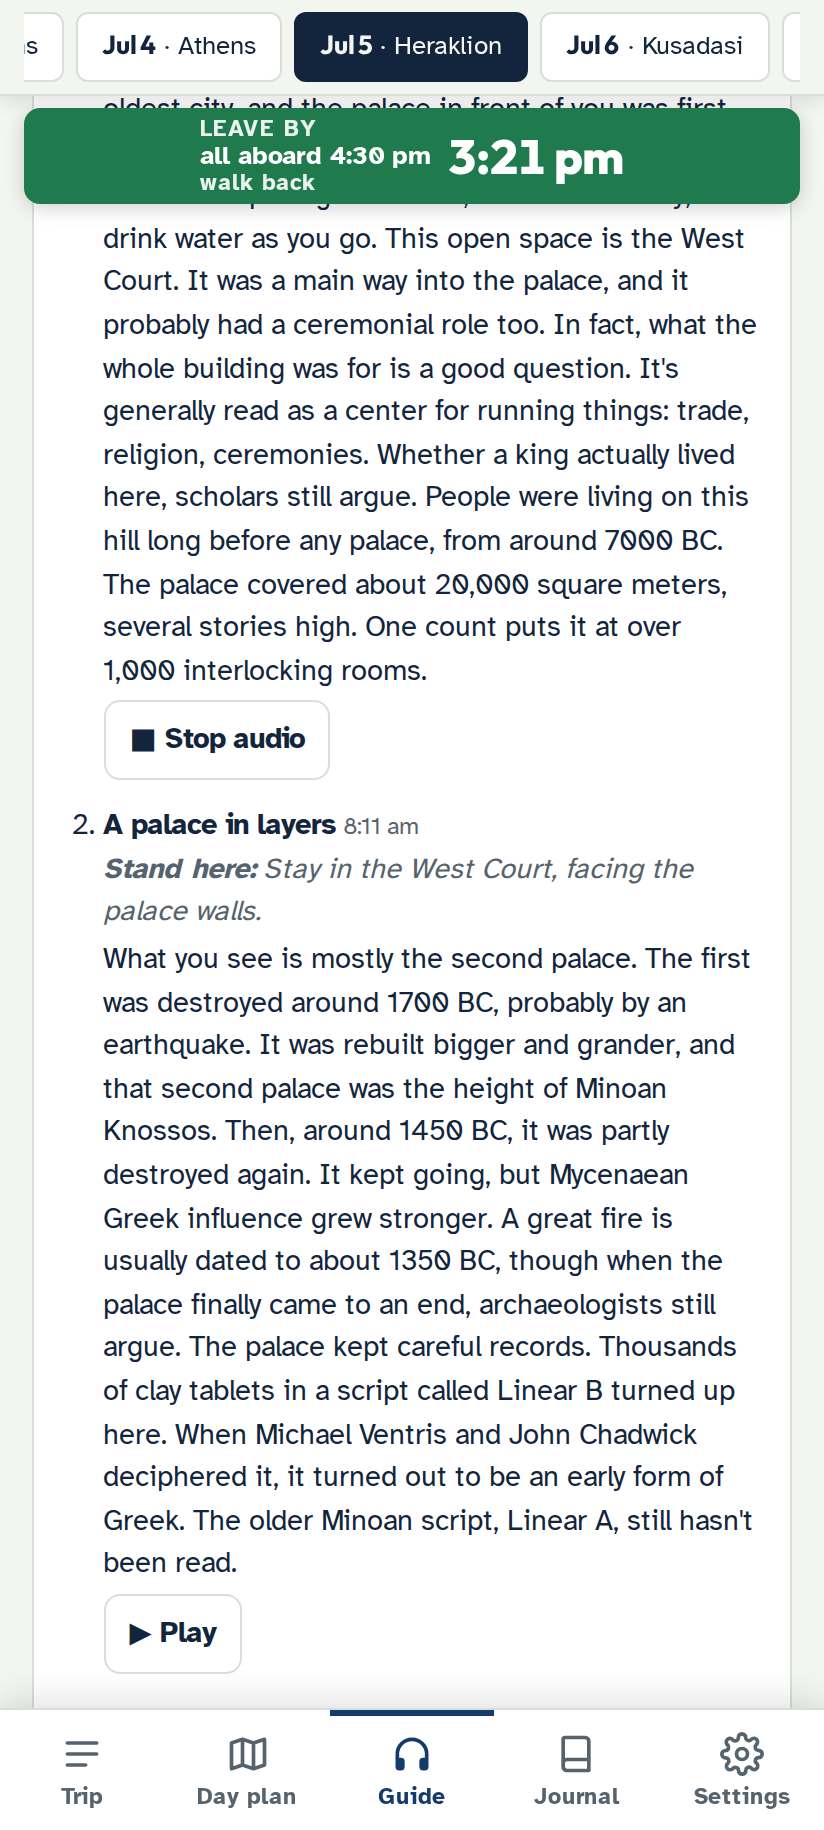 s
Jul 4 · Athens
Jul 5 · Heraklion
Jul 6 · Kusadasi
oldest city, and the palace in front of you was first
LEAVE BY
all aboard 4:30 pm
walk back
3:21 pm
drink water as you go. This open space is the West
Court. It was a main way into the palace, and it
probably had a ceremonial role too. In fact, what the
whole building was for is a good question. It's
generally read as a center for running things: trade,
religion, ceremonies. Whether a king actually lived
here, scholars still argue. People were living on this
hill long before any palace, from around 7000 BC.
The palace covered about 20,000 square meters,
several stories high. One count puts it at over
1,000 interlocking rooms.
■ Stop audio
2. A palace in layers 8:11 am
Stand here: Stay in the West Court, facing the
palace walls.
What you see is mostly the second palace. The first
was destroyed around 1700 BC, probably by an
earthquake. It was rebuilt bigger and grander, and
that second palace was the height of Minoan
Knossos. Then, around 1450 BC, it was partly
destroyed again. It kept going, but Mycenaean
Greek influence grew stronger. A great fire is
usually dated to about 1350 BC, though when the
palace finally came to an end, archaeologists still
argue. The palace kept careful records. Thousands
of clay tablets in a script called Linear B turned up
here. When Michael Ventris and John Chadwick
deciphered it, it turned out to be an early form of
Greek. The older Minoan script, Linear A, still hasn't
been read.
▶ Play
Trip
Day plan
Guide
Journal
Settings